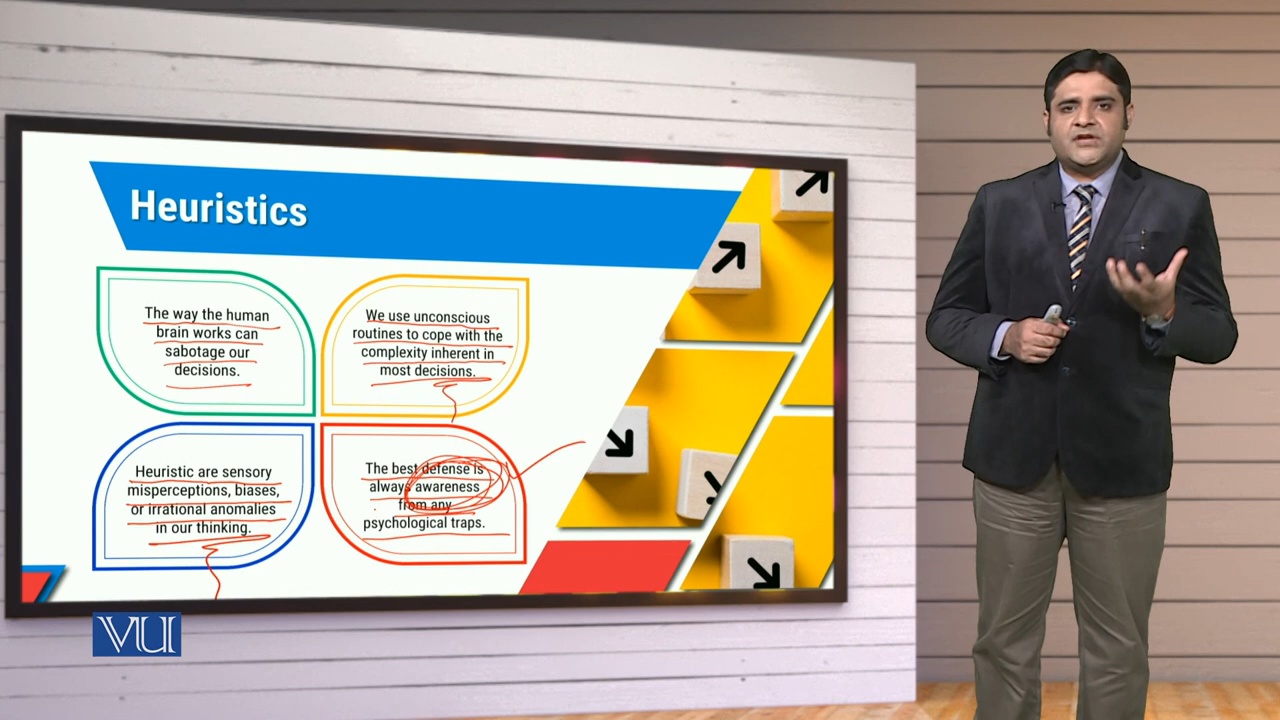 Heuristics
The way the human
brain works can
sabotage our
decisions.
We use unconscious
routines to cope with the
complexity inherent in
most decisions.
Heuristic are sensory
misperceptions, biases,
or irrational anomalies
in our thinking.
The best defense is
always awareness
from any
psychological traps.
VU